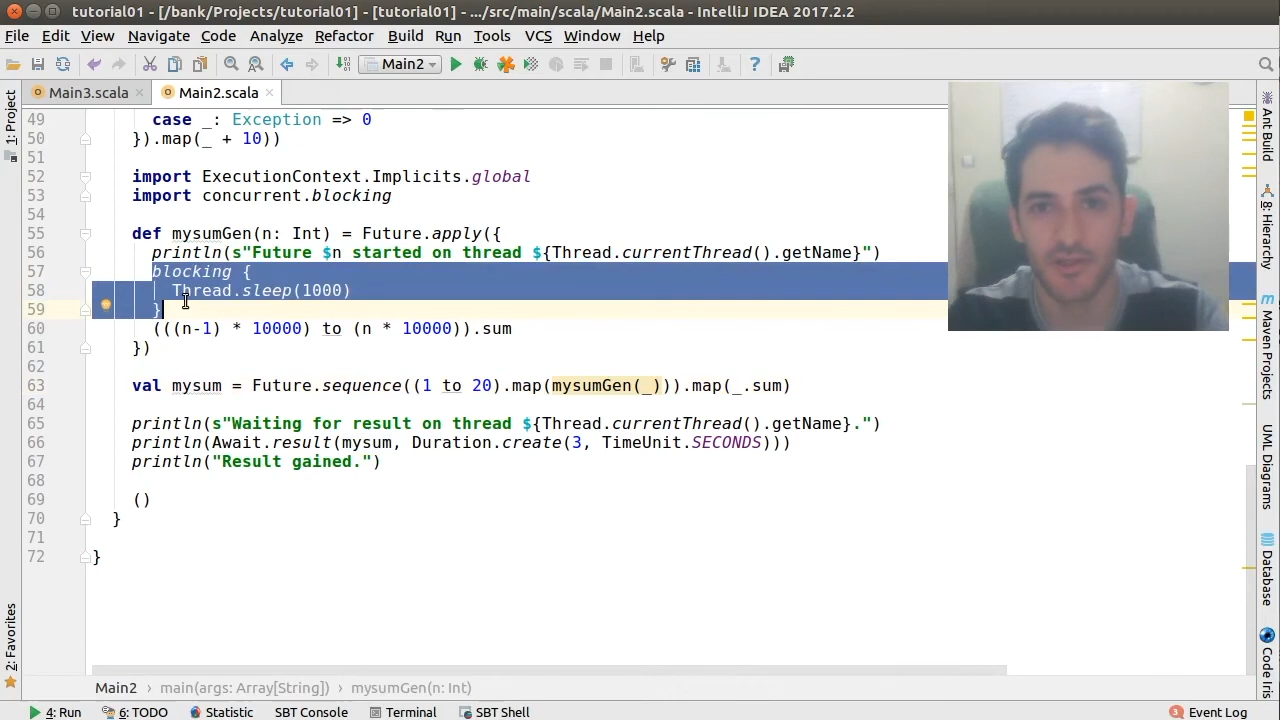 tutorial01 - [/bank/Projects/tutorial01] - [tutorial01] - .../src/main/scala/Main2.scala - IntelliJ IDEA 2017.2.2
File Edit View Navigate Code Analyze Refactor Build Run Tools VCS Window Help
Main2
Main3.scala Main2.scala
1: Project
49 case _: Exception => 0
50 }).map(_ + 10))
51
52 import ExecutionContext.Implicits.global
53 import concurrent.blocking
54
55 def mysumGen(n: Int) = Future.apply({
56 println(s"Future $n started on thread ${Thread.currentThread().getName}")
57 blocking {
58 Thread.sleep(1000)
59 }
60 (((n-1) * 10000) to (n * 10000)).sum
61 })
62
63 val mysum = Future.sequence((1 to 20).map(mysumGen(_))).map(_.sum)
64
65 println(s"Waiting for result on thread ${Thread.currentThread().getName}.")
66 println(Await.result(mysum, Duration.create(3, TimeUnit.SECONDS)))
67 println("Result gained.")
68
69 ()
70 }
71
72 }
2: Favorites
Ant Build
8: Hierarchy
m Maven Projects
UML Diagrams
Database
Code Iris
Main2 › main(args: Array[String]) › mysumGen(n: Int)
4: Run 6: TODO Statistic SBT Console Terminal SBT Shell 3 Event Log